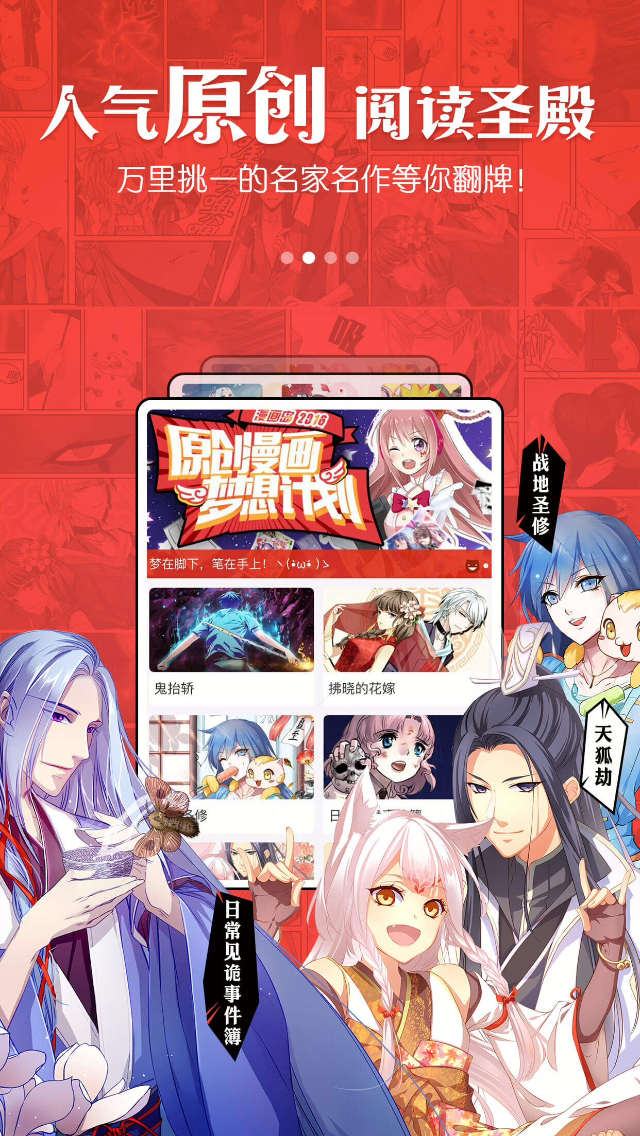 人气原创 阅读圣殿
万里挑一的名家名作等你翻牌！
漫画岛 2016
原创漫画
梦想计划
梦在脚下，笔在手上！ヽ(•̀ω•́ )ゝ
鬼抬轿
拂晓的花嫁
修
日
战地圣修
天狐劫
日常见诡事件簿